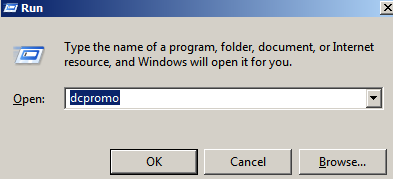 Run
Type the name of a program, folder, document, or Internet
resource, and Windows will open it for you.
Open: dcpromo
OK Cancel Browse...